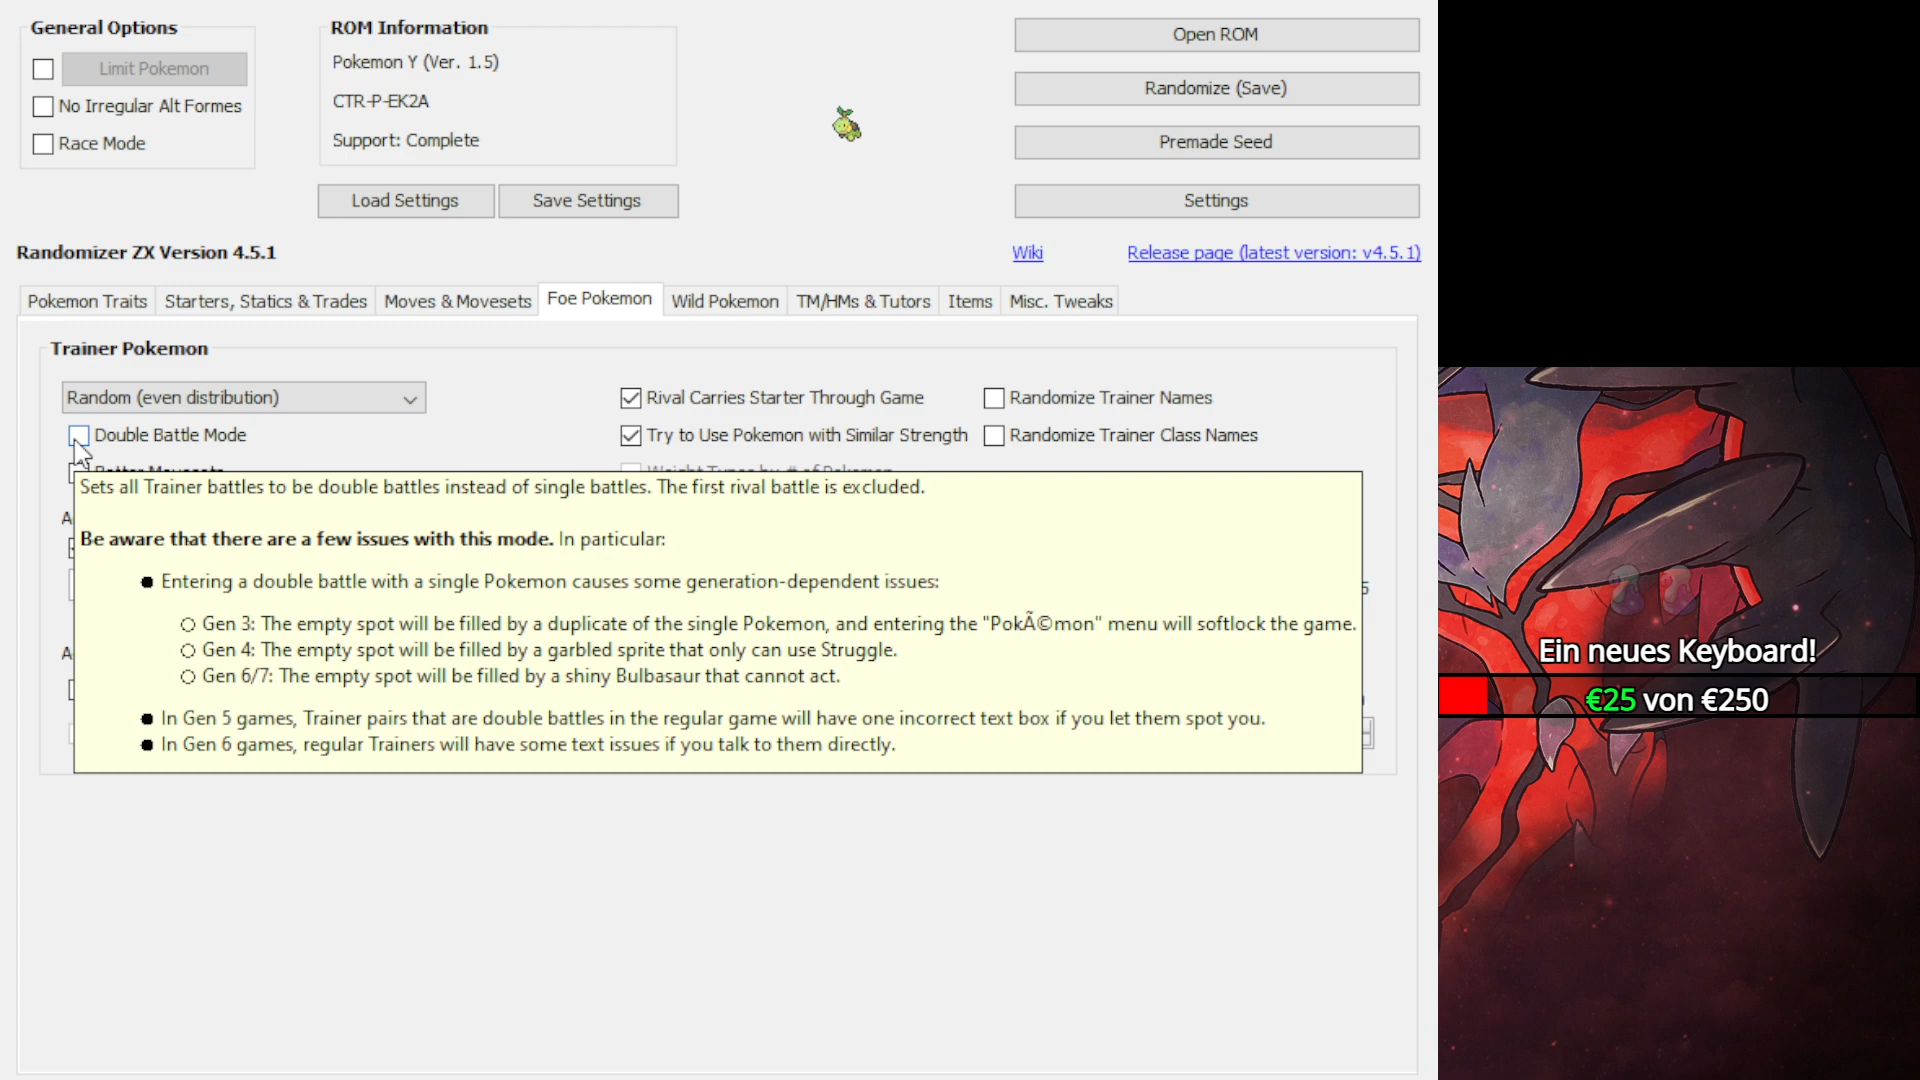 General Options
Limit Pokemon
No Irregular Alt Formes
Race Mode
ROM Information
Pokemon Y (Ver. 1.5)
CTR-P-EK2A
Support: Complete
Load Settings
Save Settings
Open ROM
Randomize (Save)
Premade Seed
Settings
Randomizer ZX Version 4.5.1
Wiki
Release page (latest version: v4.5.1)
Pokemon Traits
Starters, Statics & Trades
Moves & Movesets
Foe Pokemon
Wild Pokemon
TM/HMs & Tutors
Items
Misc. Tweaks
Trainer Pokemon
Random (even distribution)
Rival Carries Starter Through Game
Randomize Trainer Names
Double Battle Mode
Try to Use Pokemon with Similar Strength
Randomize Trainer Class Names
Better Movesets
Weight Types by # of Pokemon
Sets all Trainer battles to be double battles instead of single battles. The first rival battle is excluded.
Be aware that there are a few issues with this mode. In particular:
Entering a double battle with a single Pokemon causes some generation-dependent issues:
Gen 3: The empty spot will be filled by a duplicate of the single Pokemon, and entering the "PokÃ©mon" menu will softlock the game.
Gen 4: The empty spot will be filled by a garbled sprite that only can use Struggle.
Gen 6/7: The empty spot will be filled by a shiny Bulbasaur that cannot act.
In Gen 5 games, Trainer pairs that are double battles in the regular game will have one incorrect text box if you let them spot you.
In Gen 6 games, regular Trainers will have some text issues if you talk to them directly.
Ein neues Keyboard!
€25 von €250